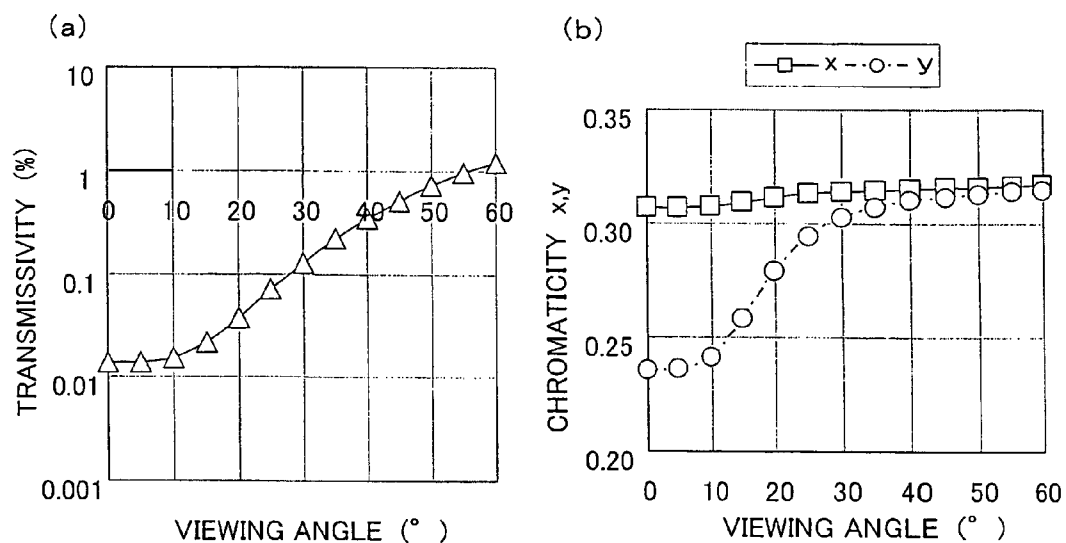 (a)
TRANSMISSIVITY (%)
10
1
0 10 20 30 40 50 60
0.1
0.01
0.001
VIEWING ANGLE (°)
(b)
x y
CHROMATICITY x,y
0.35
0.30
0.25
0.20
0 10 20 30 40 50 60
VIEWING ANGLE (°)